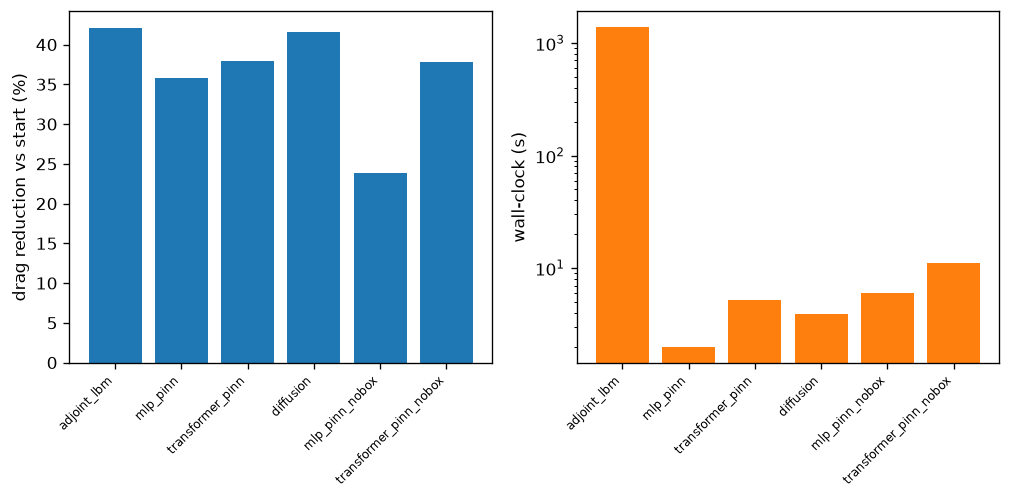 drag reduction vs start (%)
40
35
30
25
20
15
10
5
0
adjoint_lbm
mlp_pinn
transformer_pinn
diffusion
mlp_pinn_nobox
transformer_pinn_nobox
wall-clock (s)
10³
10²
10¹
adjoint_lbm
mlp_pinn
transformer_pinn
diffusion
mlp_pinn_nobox
transformer_pinn_nobox